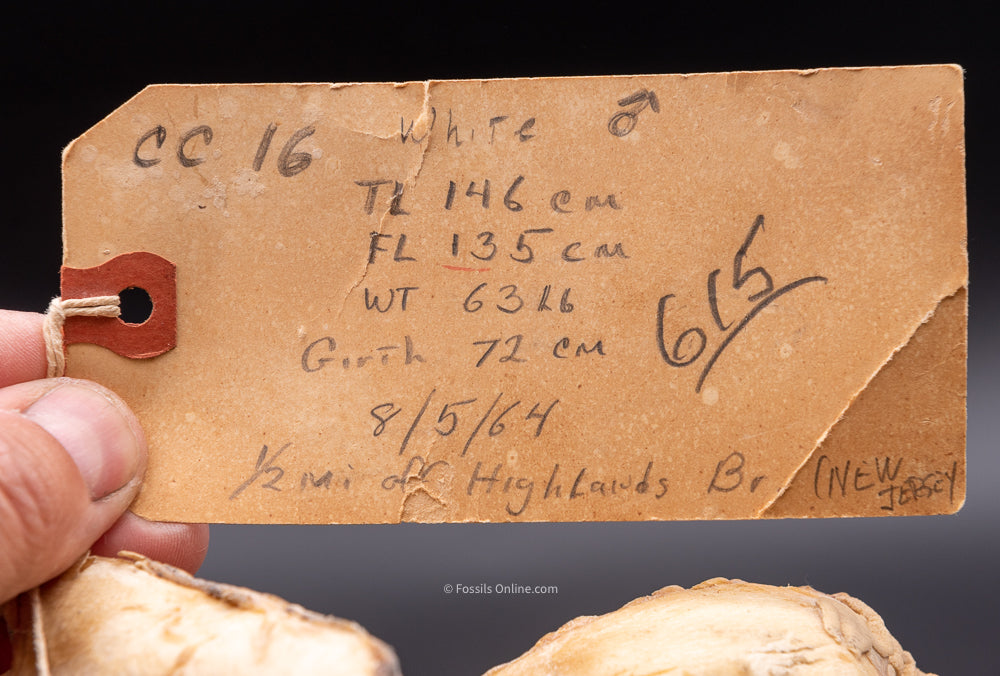 CC 16 White ♂
TL 146 cm
FL 135 cm
WT 63 lb
Girth 72 cm
615
8/5/64
1/2 mi off Highlands Br (NEW JERSEY
© Fossils Online.com